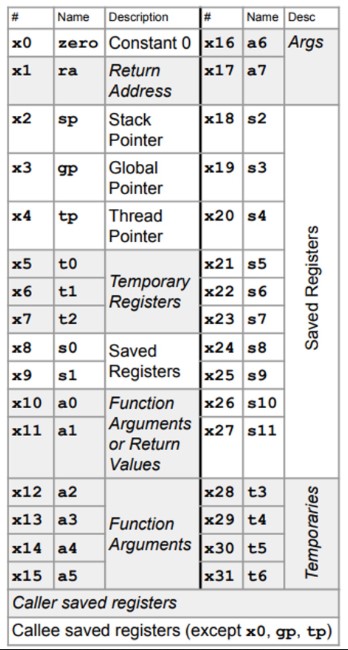 # Name Description # Name Desc
x0 zero Constant 0 x16 a6 Args
x1 ra Return Address x17 a7
x2 sp Stack Pointer x18 s2 Saved Registers
x3 gp Global Pointer x19 s3
x4 tp Thread Pointer x20 s4
x5 t0 Temporary Registers x21 s5
x6 t1 x22 s6
x7 t2 x23 s7
x8 s0 Saved Registers x24 s8
x9 s1 x25 s9
x10 a0 Function Arguments or Return Values x26 s10
x11 a1 x27 s11
x12 a2 Function Arguments x28 t3 Temporaries
x13 a3 x29 t4
x14 a4 x30 t5
x15 a5 x31 t6
Caller saved registers
Callee saved registers (except x0, gp, tp)